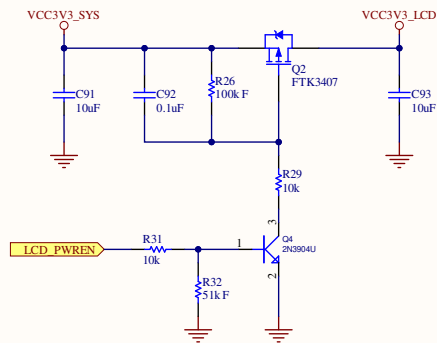 VCC3V3_SYS
VCC3V3_LCD
C91
10uF
C92
0.1uF
R26
100k F
Q2
FTK3407
C93
10uF
R29
10k
3
Q4
2N3904U
1
2
LCD_PWREN
R31
10k
R32
51k F